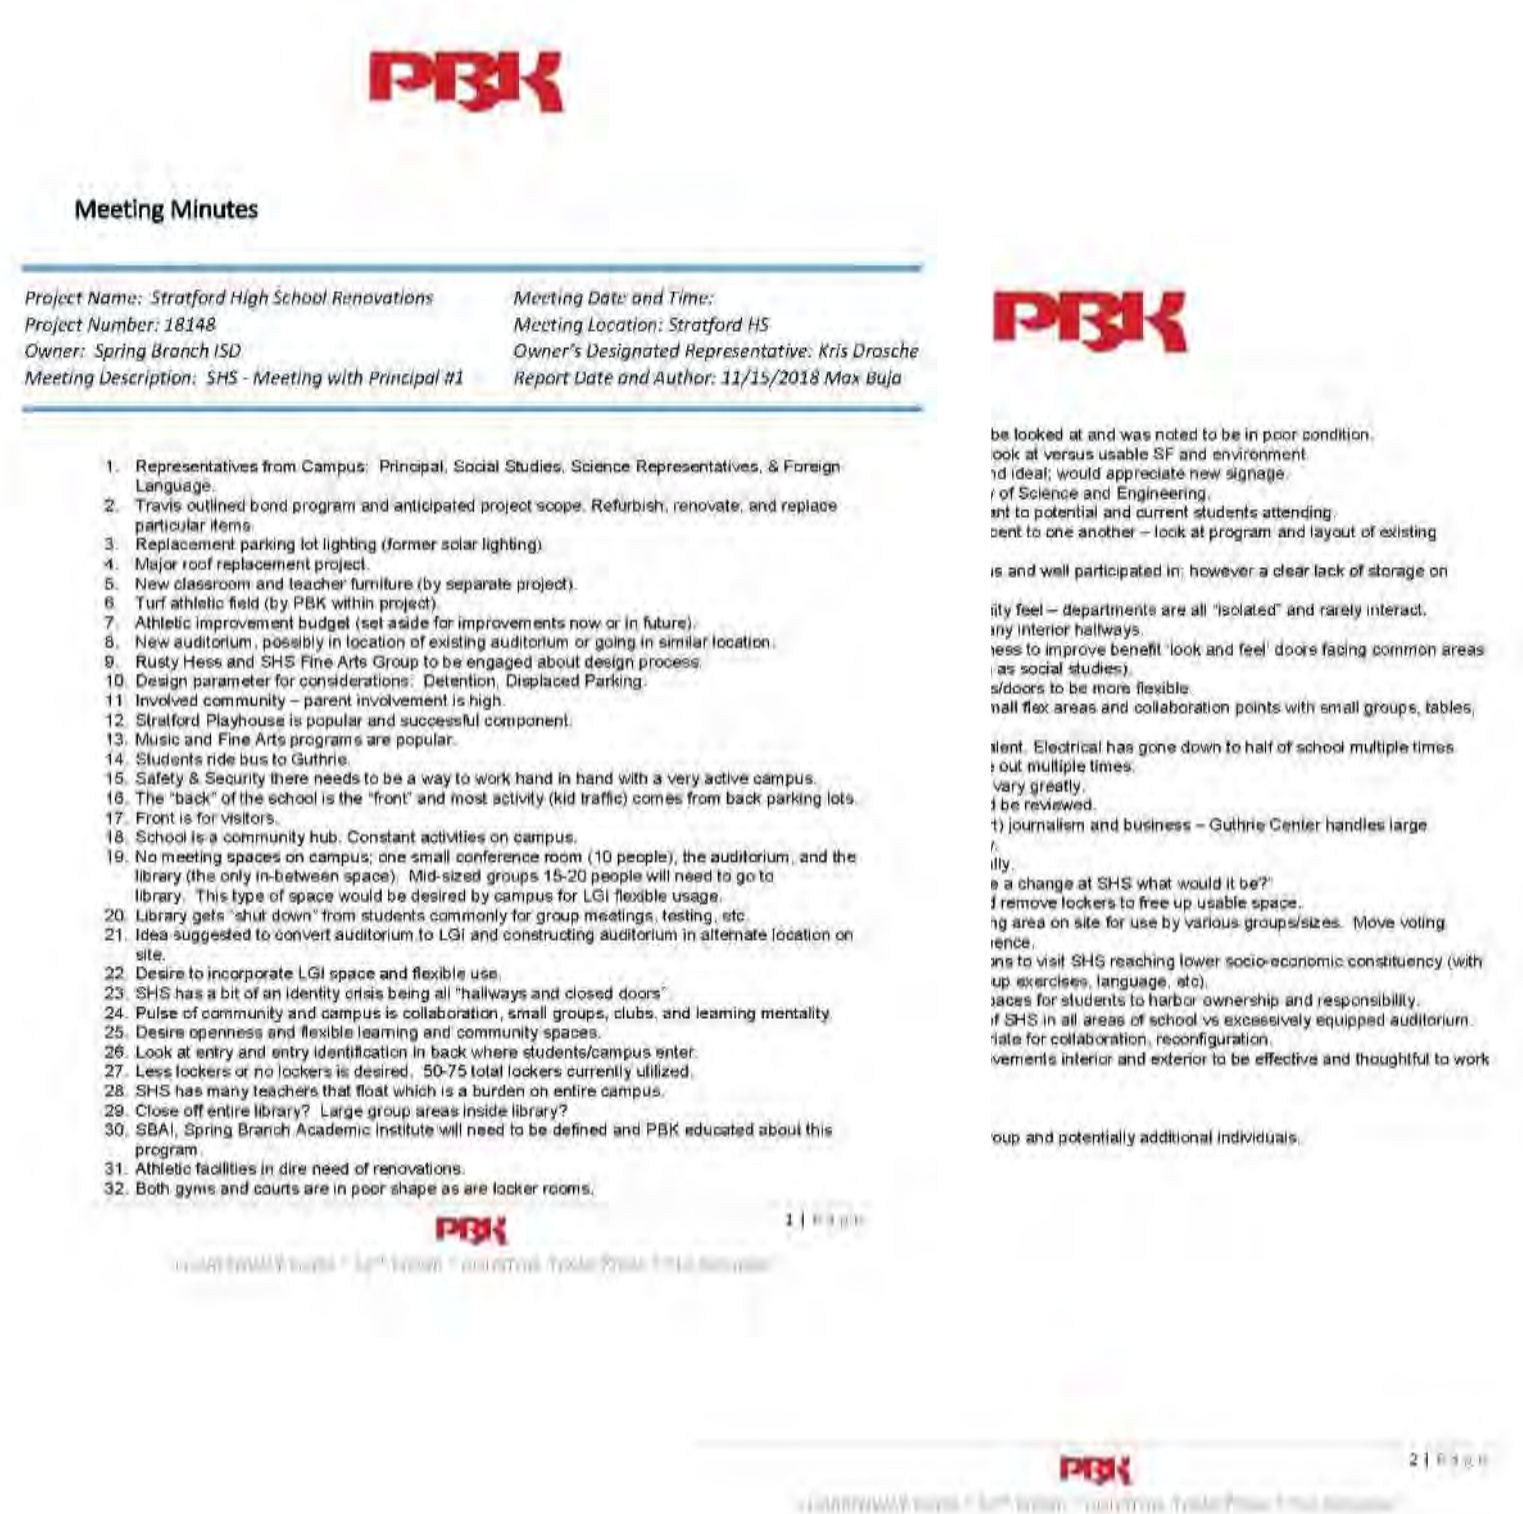 PBK
Meeting Minutes
Project Name: Stratford High School Renovations
Project Number: 18148
Owner: Spring Branch ISD
Meeting Description: SHS - Meeting with Principal #1
Meeting Date and Time:
Meeting Location: Stratford HS
Owner's Designated Representative: Kris Drosche
Report Date and Author: 11/15/2018 Max Buja
1. Representatives from Campus: Principal, Social Studies, Science Representatives, & Foreign
Language.
2. Travis outlined bond program and anticipated project scope. Refurbish, renovate, and replace
particular items.
3. Replacement parking lot lighting (former solar lighting)
4. Major roof replacement project.
5. New classroom and teacher furniture (by separate project).
6. Turf athletic field (by PBK within project)
7. Athletic improvement budget (set aside for improvements now or in future).
8. New auditorium, possibly in location of existing auditorium or going in similar location.
9. Rusty Hess and SHS Fine Arts Group to be engaged about design process.
10. Design parameter for considerations: Detention, Displaced Parking.
11. Involved community – parent involvement is high.
12. Stratford Playhouse is popular and successful component.
13. Music and Fine Arts programs are popular.
14. Students ride bus to Guthrie.
15. Safety & Security there needs to be a way to work hand in hand with a very active campus.
16. The "back" of the school is the "front" and most activity (kid traffic) comes from back parking lots.
17. Front is for visitors.
18. School is a community hub. Constant activities on campus.
19. No meeting spaces on campus; one small conference room (10 people), the auditorium, and the
library (the only in-between space). Mid-sized groups 15-20 people will need to go to
library. This type of space would be desired by campus for LGI flexible usage.
20. Library gets "shut down" from students commonly for group meetings, testing, etc
21. Idea suggested to convert auditorium to LGI and constructing auditorium in alternate location on
site.
22. Desire to incorporate LGI space and flexible use.
23. SHS has a bit of an identity crisis being all "hallways and closed doors"
24. Pulse of community and campus is collaboration, small groups, clubs, and learning mentality
25. Desire openness and flexible learning and community spaces.
26. Look at entry and entry identification in back where students/campus enter.
27. Less lockers or no lockers is desired. 50-75 total lockers currently utilized.
28. SHS has many teachers that float which is a burden on entire campus.
29. Close off entire library? Large group areas inside library?
30. SBAI, Spring Branch Academic Institute will need to be defined and PBK educated about this
program
31. Athletic facilities in dire need of renovations.
32. Both gyms and courts are in poor shape as are locker rooms.
PBK
1 | Page
PBK
be looked at and was noted to be in poor condition.
ook at versus usable SF and environment
nd ideal; would appreciate new signage.
of Science and Engineering.
ant to potential and current students attending.
cent to one another – look at program and layout of existing
is and well participated in; however a clear lack of storage on
ity feel – departments are all "isolated" and rarely interact.
any interior hallways.
ness to improve benefit 'look and feel' doors facing common areas
as social studies).
s/doors to be more flexible
mall flex areas and collaboration points with small groups, tables,
alent. Electrical has gone down to half of school multiple times
out multiple times.
vary greatly.
be reviewed.
t) journalism and business – Guthrie Center handles large
ally.
e a change at SHS what would it be?"
remove lockers to free up usable space.
ng area on site for use by various groups/sizes. Move voting
ience.
ons to visit SHS reaching lower socio-economic constituency (with
up exercises, language, etc).
paces for students to harbor ownership and responsibility.
of SHS in all areas of school vs excessively equipped auditorium.
riate for collaboration, reconfiguration.
vements interior and exterior to be effective and thoughtful to work
oup and potentially additional individuals.
PBK
2 | Page